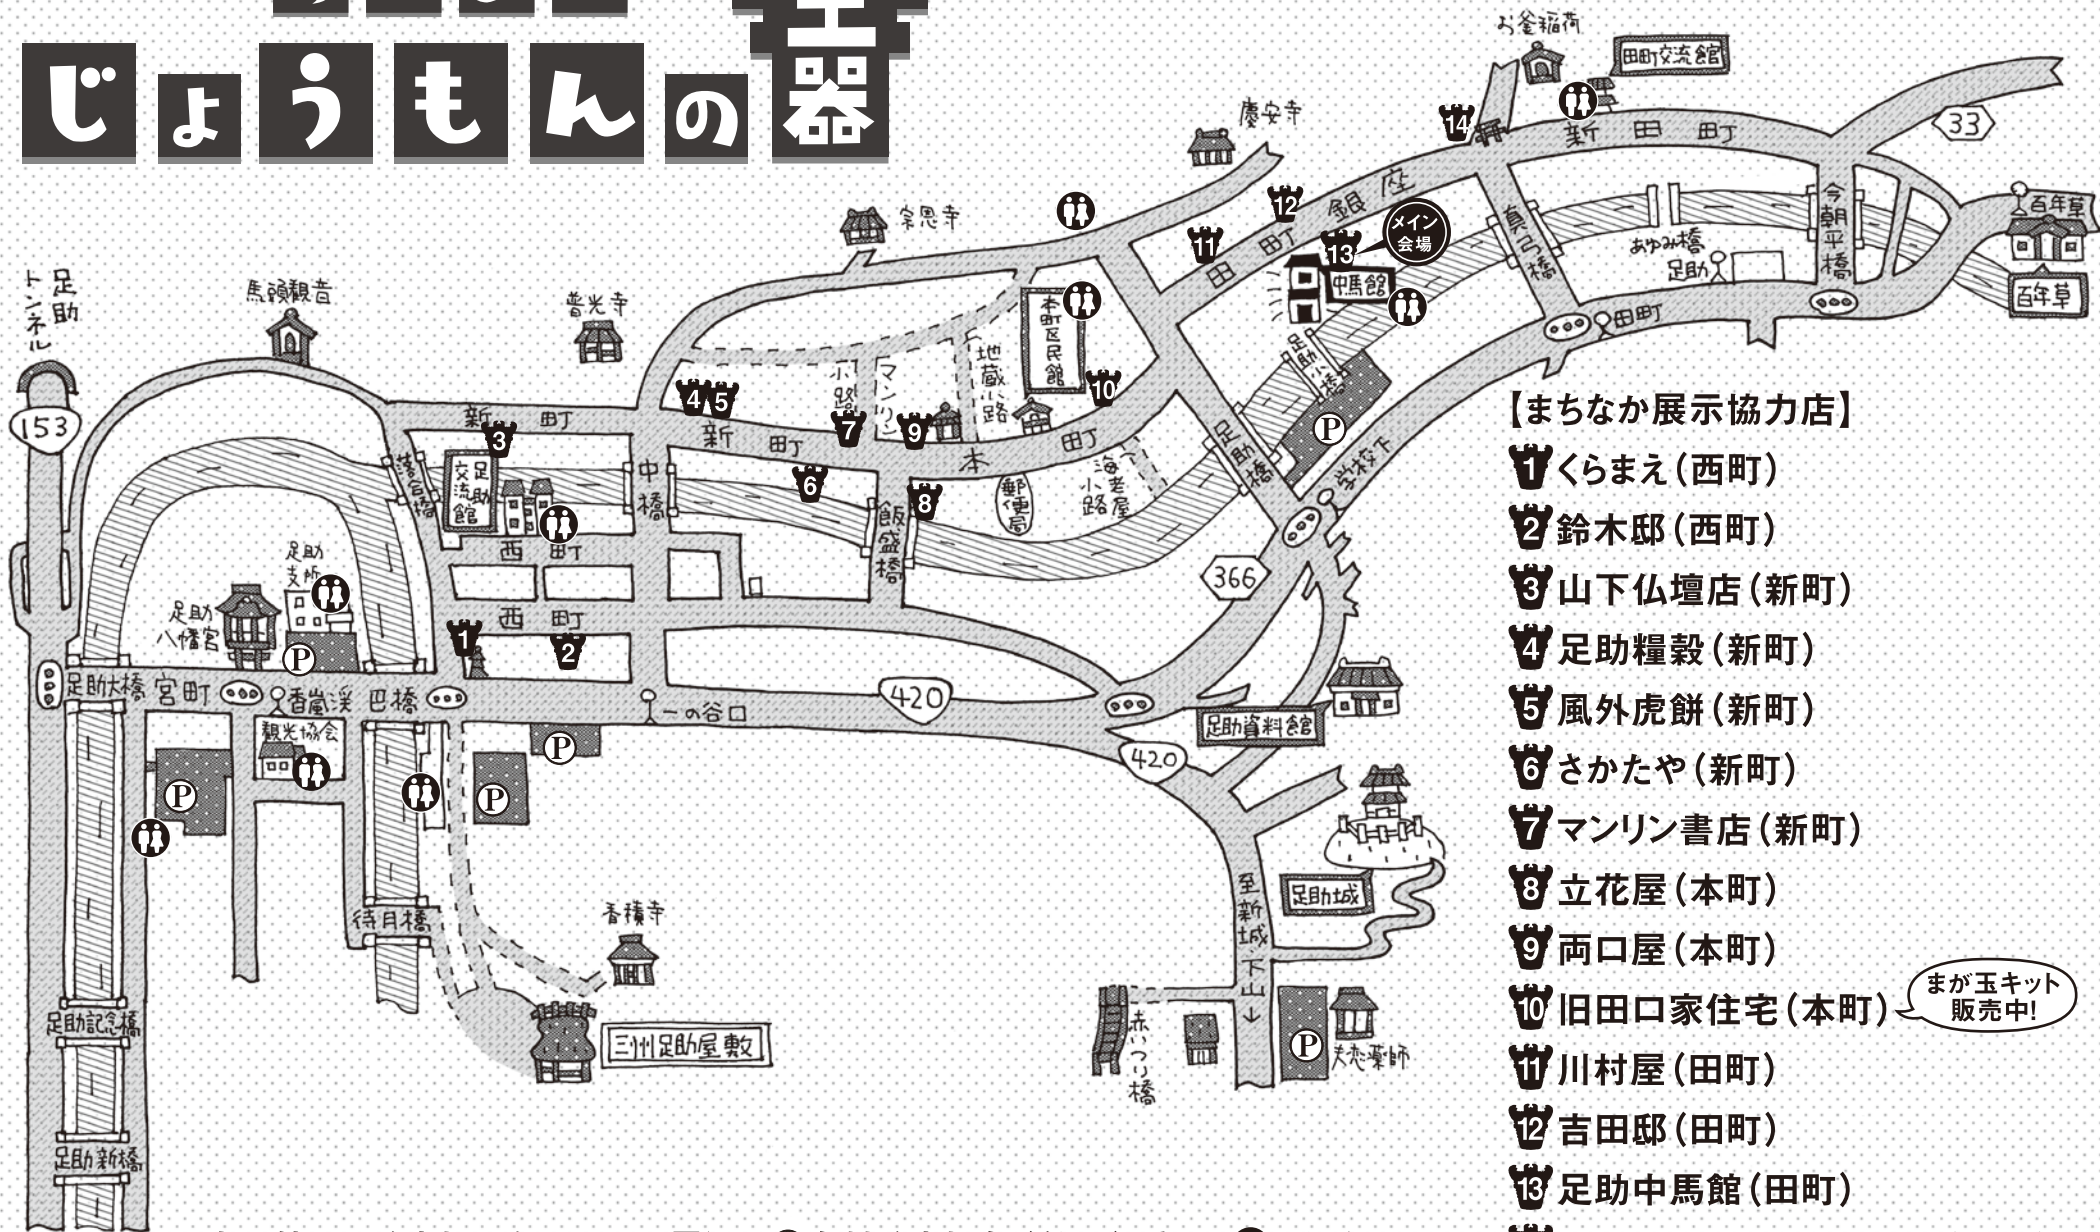 じょうもんの器
お釜稲荷
田町交流館
慶安寺
14
新田町
33
宗恩寺
12
銀座
メイン
会場
11
13
田町
中馬館
真弓橋
今朝平橋
あゆみ橋
足助
百年草
百年草
足助
トンネル
馬頭観音
普光寺
本町区民館
地蔵小路
マンリン
小路
足助小橋
田町
P
153
新町
3
4
5
7
9
10
新町
本町
足助橋
学校下
落合橋
足助
交流館
中橋
6
飯盛橋
8
郵便局
海老屋
小路
西町
366
足助
支所
足助
八幡宮
P
西町
1
2
足助大橋
宮町
香嵐渓
巴橋
一の谷口
420
足助資料館
420
観光協会
P
P
P
足助城
至新城
下山
待月橋
香積寺
足助記念橋
三州足助屋敷
赤いつり橋
P
夫恋薬師
足助新橋
【まちなか展示協力店】
1 くらまえ(西町)
2 鈴木邸(西町)
3 山下仏壇店(新町)
4 足助糧穀(新町)
5 風外虎餅(新町)
6 さかたや(新町)
7 マンリン書店(新町)
8 立花屋(本町)
9 両口屋(本町)
10 旧田口家住宅(本町)
まが玉キット
販売中!
11 川村屋(田町)
12 吉田邸(田町)
13 足助中馬館(田町)